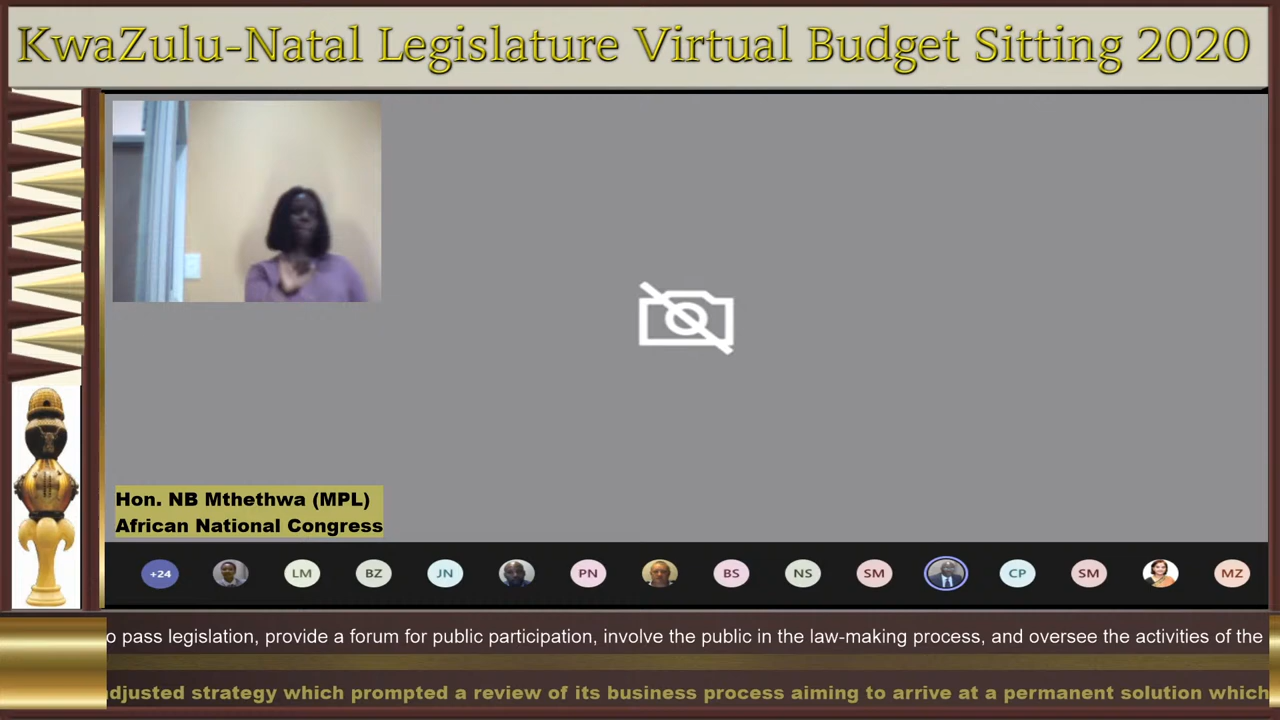 KwaZulu-Natal Legislature Virtual Budget Sitting 2020
Hon. NB Mthethwa (MPL)
African National Congress
+24 LM BZ JN PN BS NS SM CP SM MZ
o pass legislation, provide a forum for public participation, involve the public in the law-making process, and oversee the activities of the
djusted strategy which prompted a review of its business process aiming to arrive at a permanent solution which